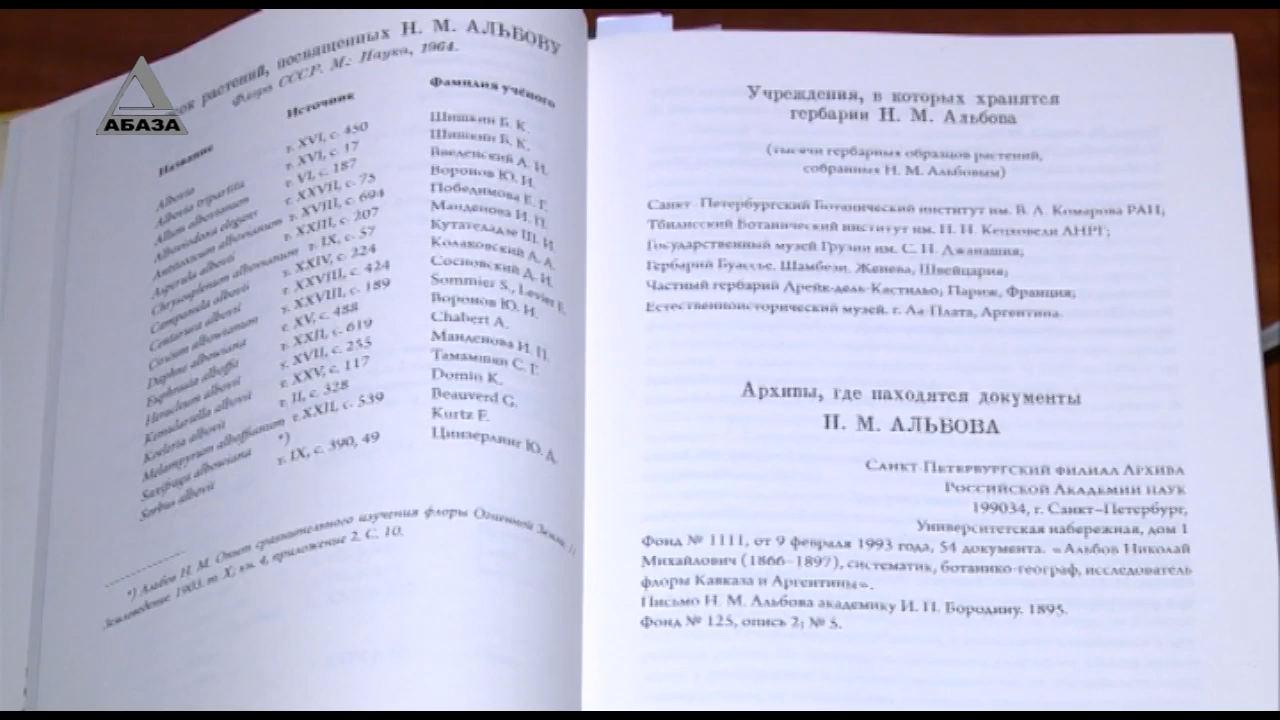 АБАЗА
растений, посвященных Н. М. АЛЬБОВУ
Флора СССР. М.: Наука, 1964.
Название
Источник
Фамилия учёного
Albovia
т. XVI, с. 450
Шишкин Б. К.
Albovia tripartita
т. XVI, с. 17
Шишкин Б. К.
Allium albovianum
т. VI, с. 187
Введенский А. И.
Alboviodoxa elegans
т. XXVII, с. 75
Воронов Ю. Н.
Antitoxicum albovianum
т. XVIII, с. 694
Победимова Е. Г.
Asperula albovii
т. XXIII, с. 207
Манденова И. П.
Chrysosplenium albovianum
т. IX, с. 57
Кутателадзе Ш. И.
Campanula albovii
т. XXIV, с. 224
Колаковский А. А.
Centaurea albovii
т. XXVIII, с. 424
Сосновский Д. И.
Cirsium albowianum
т. XXVIII, с. 189
Sommier S., Levier E.
Daphne albowiana
т. XV, с. 488
Воронов Ю. Н.
Euphrasia alboffii
т. XXII, с. 619
Chabert A.
Heracleum albovii
т. XVII, с. 255
Манденова И. П.
Kemulariella albovii
т. XXV, с. 117
Тамамшян С. Г.
Koeleria albovii
т. II, с. 328
Domin K.
Melampyrum alboffianum
т. XXII, с. 539
Beauverd G.
Saxifraga albowiana
*)
Kurtz F.
Sorbus albovii
т. IX, с. 390, 49
Цинзерлинг Ю. Д.
*) Альбов Н. М. Опыт сравнительного изучения флоры Огненной Земли. //
Землеведение. 1903. т. X; кн. 4, приложение 2. С. 10.
Учреждения, в которых хранятся
гербарии Н. М. Альбова
(тысячи гербарных образцов растений,
собранных Н. М. Альбовым)
Санкт-Петербургский Ботанический институт им. В. Л. Комарова РАН;
Тбилисский Ботанический институт им. Н. Н. Кецховели АНРГ;
Государственный музей Грузии им. С. Н. Джанашия;
Гербарий Буассье. Шамбези. Женева, Швейцария;
Частный гербарий Дрейк-дель-Кастильо; Париж, Франция;
Естественноисторический музей. г. Ла-Плата, Аргентина.
Архивы, где находятся документы
Н. М. АЛЬБОВА
Санкт-Петербургский филиал Архива
Российской Академии наук
199034, г. Санкт–Петербург,
Университетская набережная, дом 1
Фонд № 1111, от 9 февраля 1993 года, 54 документа. «Альбов Николай
Михайлович (1866–1897), систематик, ботанико-географ, исследователь
флоры Кавказа и Аргентины».
Письмо Н. М. Альбова академику И. П. Бородину. 1895.
Фонд № 125, опись 2; № 5.